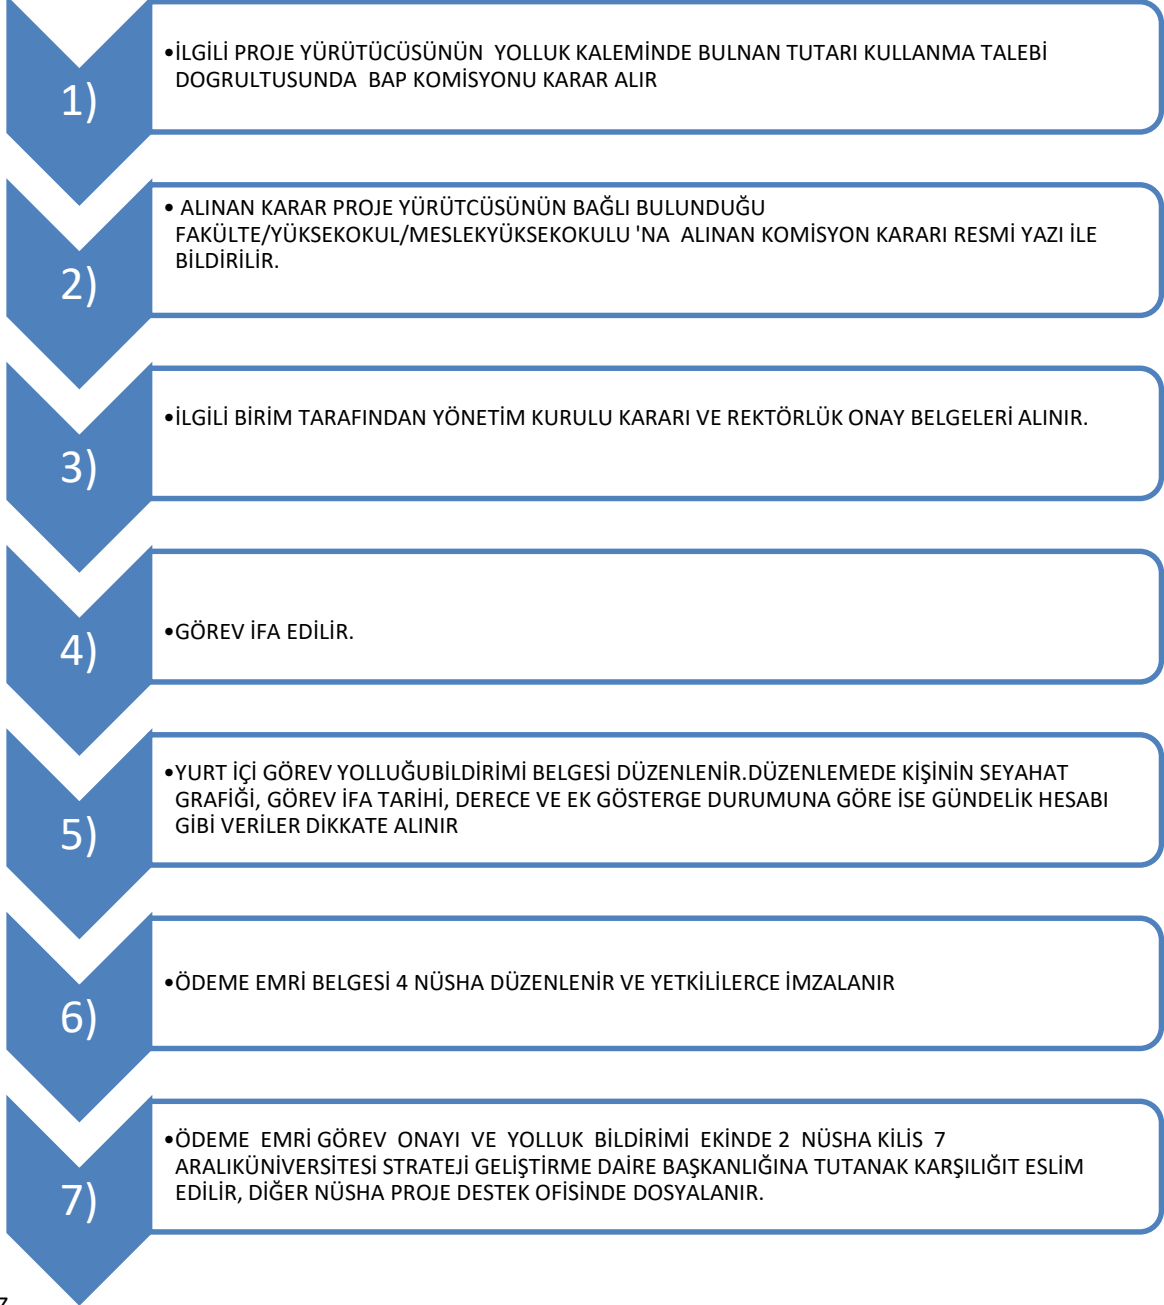 1)
•İLGİLİ PROJE YÜRÜTÜCÜSÜNÜN YOLLUK KALEMİNDE BULNAN TUTARI KULLANMA TALEBİ
DOGRULTUSUNDA BAP KOMİSYONU KARAR ALIR
2)
• ALINAN KARAR PROJE YÜRÜTCÜSÜNÜN BAĞLI BULUNDUĞU
FAKÜLTE/YÜKSEKOKUL/MESLEKYÜKSEKOKULU 'NA ALINAN KOMİSYON KARARI RESMİ YAZI İLE
BİLDİRİLİR.
3)
•İLGİLİ BİRİM TARAFINDAN YÖNETİM KURULU KARARI VE REKTÖRLÜK ONAY BELGELERİ ALINIR.
4)
•GÖREV İFA EDİLİR.
5)
•YURT İÇİ GÖREV YOLLUĞUBİLDİRİMİ BELGESİ DÜZENLENİR.DÜZENLEMEDE KİŞİNİN SEYAHAT
GRAFİĞİ, GÖREV İFA TARİHİ, DERECE VE EK GÖSTERGE DURUMUNA GÖRE İSE GÜNDELİK HESABI
GİBİ VERİLER DİKKATE ALINIR
6)
•ÖDEME EMRİ BELGESİ 4 NÜSHA DÜZENLENİR VE YETKİLİLERCE İMZALANIR
7)
•ÖDEME EMRİ GÖREV ONAYI VE YOLLUK BİLDİRİMİ EKİNDE 2 NÜSHA KİLİS 7
ARALIKÜNİVERSİTESİ STRATEJİ GELİŞTİRME DAİRE BAŞKANLIĞINA TUTANAK KARŞILIĞIT ESLİM
EDİLİR, DİĞER NÜSHA PROJE DESTEK OFİSİNDE DOSYALANIR.